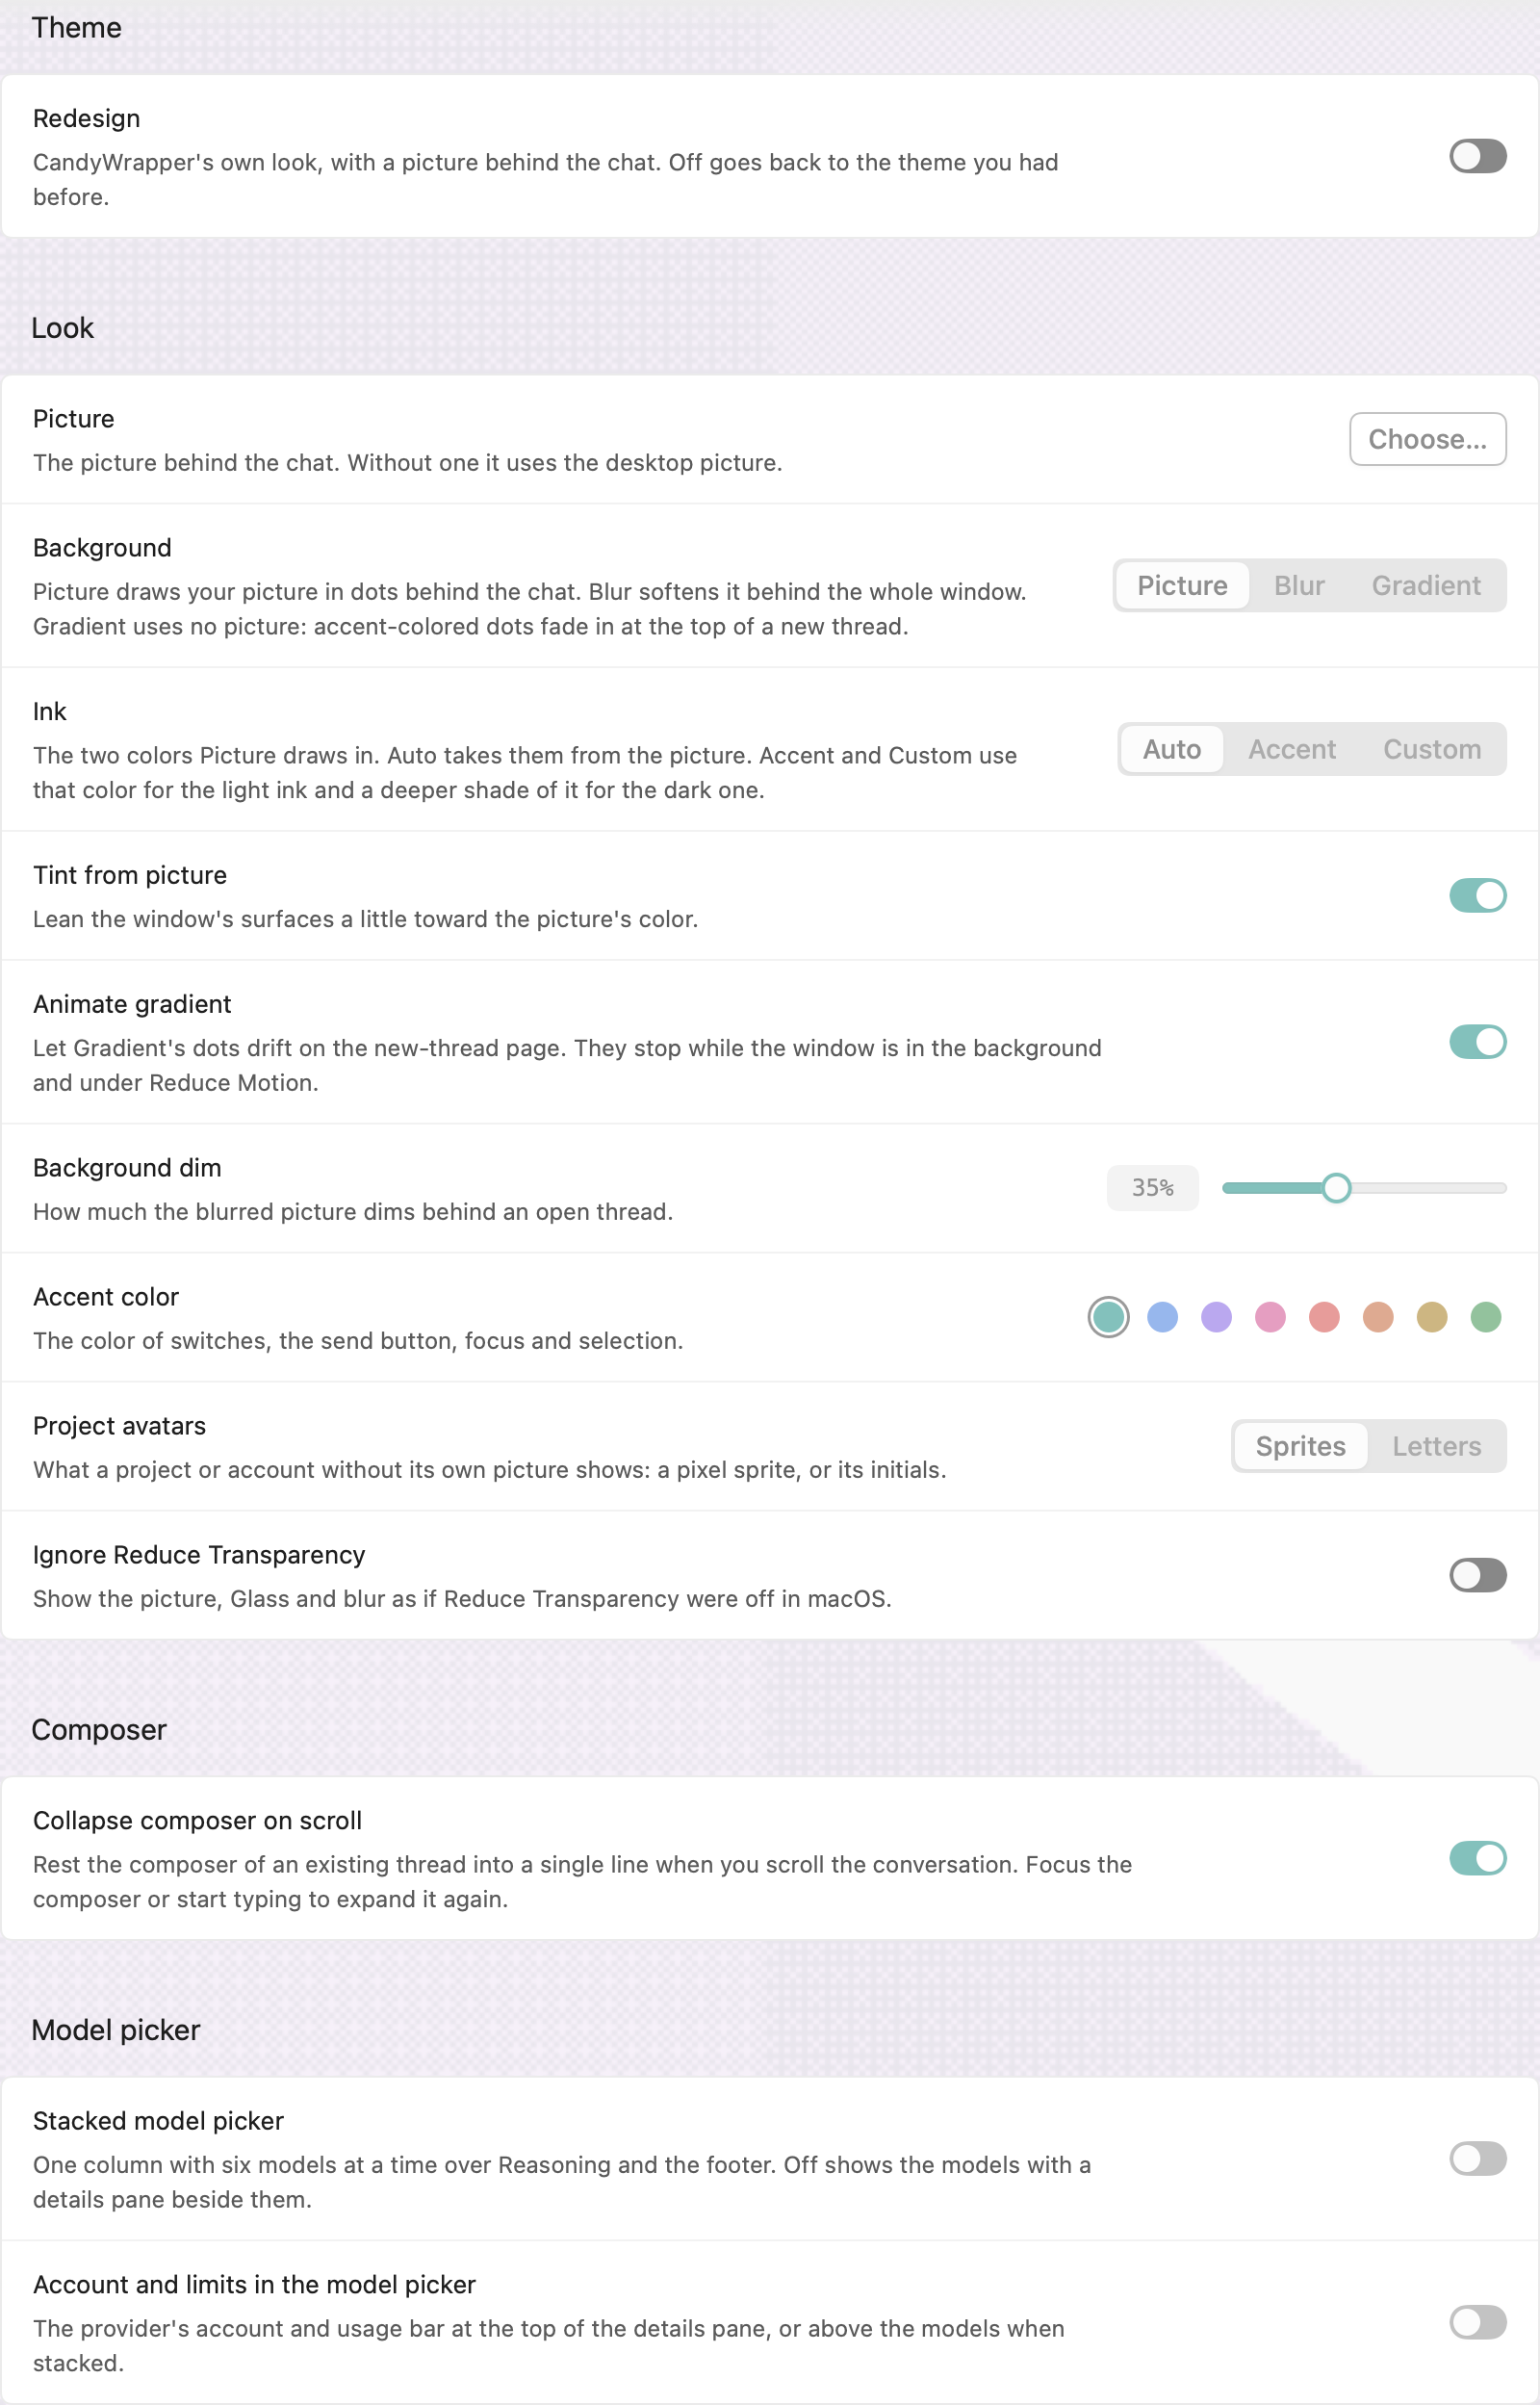 Theme
Redesign
CandyWrapper's own look, with a picture behind the chat. Off goes back to the theme you had
before.
Look
Picture
The picture behind the chat. Without one it uses the desktop picture.
Choose...
Background
Picture draws your picture in dots behind the chat. Blur softens it behind the whole window.
Gradient uses no picture: accent-colored dots fade in at the top of a new thread.
Picture Blur Gradient
Ink
The two colors Picture draws in. Auto takes them from the picture. Accent and Custom use
that color for the light ink and a deeper shade of it for the dark one.
Auto Accent Custom
Tint from picture
Lean the window's surfaces a little toward the picture's color.
Animate gradient
Let Gradient's dots drift on the new-thread page. They stop while the window is in the background
and under Reduce Motion.
Background dim
How much the blurred picture dims behind an open thread.
35%
Accent color
The color of switches, the send button, focus and selection.
Project avatars
What a project or account without its own picture shows: a pixel sprite, or its initials.
Sprites Letters
Ignore Reduce Transparency
Show the picture, Glass and blur as if Reduce Transparency were off in macOS.
Composer
Collapse composer on scroll
Rest the composer of an existing thread into a single line when you scroll the conversation. Focus the
composer or start typing to expand it again.
Model picker
Stacked model picker
One column with six models at a time over Reasoning and the footer. Off shows the models with a
details pane beside them.
Account and limits in the model picker
The provider's account and usage bar at the top of the details pane, or above the models when
stacked.